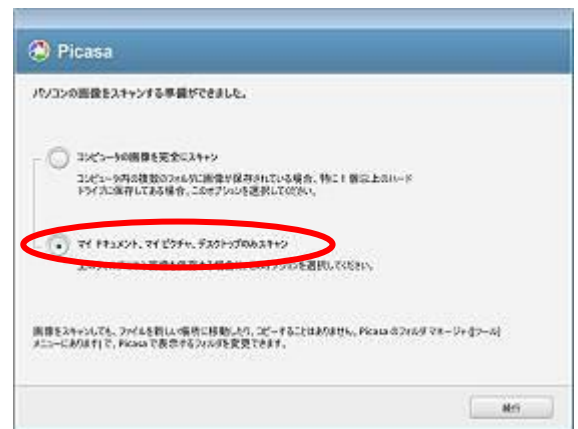 Picasa
パソコンの画像をスキャンする準備ができました。
コンピュータの画像を完全にスキャン
コンピュータ内の複数のフォルダに画像が保存されている場合、特に 1 個以上のハード
ドライブに保存してある場合、このオプションを選択してください。
マイ ドキュメント、マイ ピクチャ、デスクトップのみスキャン
を選択してください。
画像をスキャンしても、ファイルを新しい場所に移動したり、コピーすることはありません。Picasa のフォルダ マネージャ ([ツール]
メニューにあります) で、Picasa で表示するフォルダを変更できます。
続行